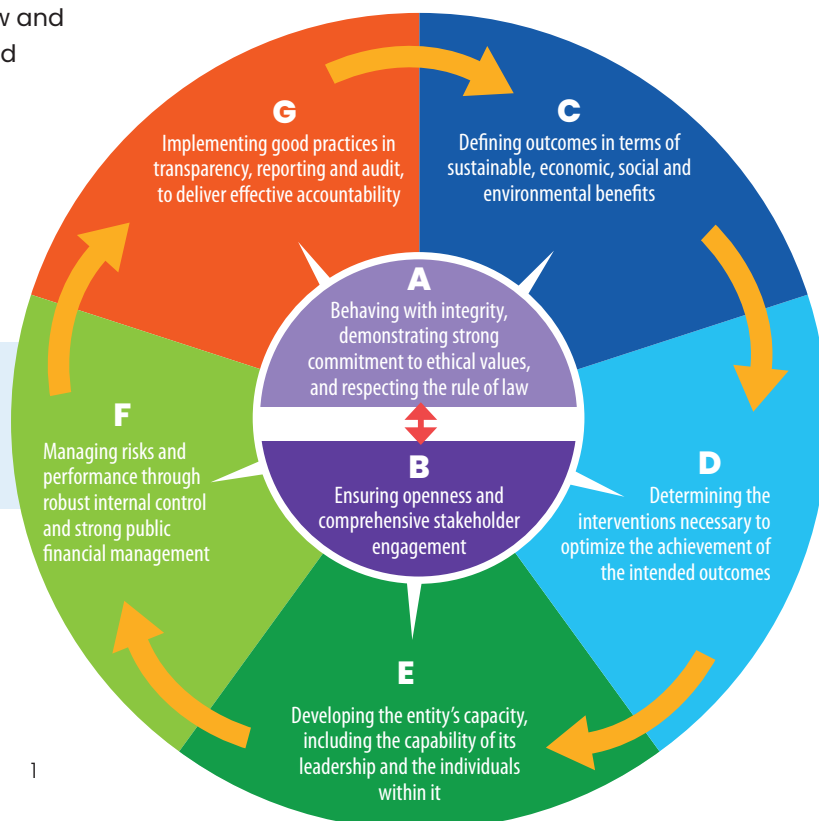 w and
d
G
Implementing good practices in
transparency, reporting and audit,
to deliver effective accountability
C
Defining outcomes in terms of
sustainable, economic, social and
environmental benefits
A
Behaving with integrity,
demonstrating strong
commitment to ethical values,
and respecting the rule of law
B
Ensuring openness and
comprehensive stakeholder
engagement
D
Determining the
interventions necessary to
optimize the achievement of
the intended outcomes
E
Developing the entity’s capacity,
including the capability of its
leadership and the individuals
within it
F
Managing risks and
performance through
robust internal control
and strong public
financial management
1